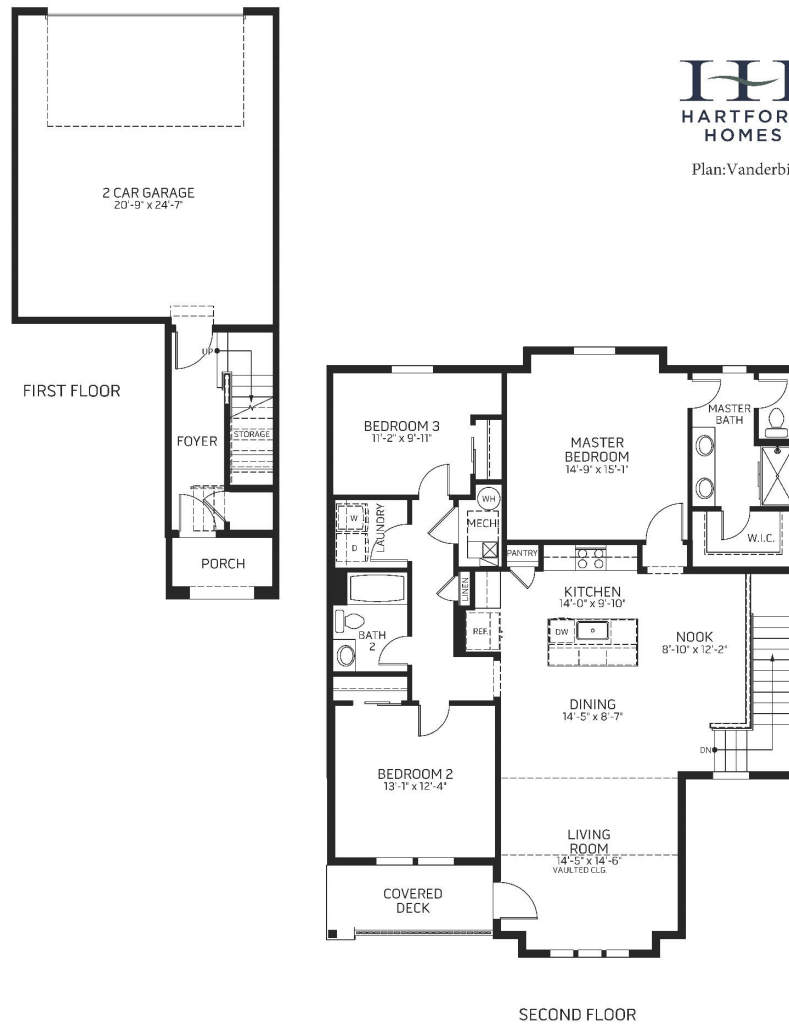 HARTFOR
HOMES
Plan:Vanderbi
2 CAR GARAGE
20'-9" x 24'-7"
UP
FIRST FLOOR
FOYER
STORAGE
PORCH
BEDROOM 3
11'-2" x 9'-11"
MASTER
BEDROOM
14'-9" x 15'-1"
MASTER
BATH
W.I.C.
WH
MECH
W
D
LAUNDRY
PANTRY
LINEN
REF.
KITCHEN
14'-0" x 9'-10"
DW
NOOK
8'-10" x 12'-2"
BATH
2
DINING
14'-5" x 8'-7"
DN
BEDROOM 2
13'-1" x 12'-4"
LIVING
ROOM
14'-5" x 14'-6"
VAULTED CLG.
COVERED
DECK
SECOND FLOOR